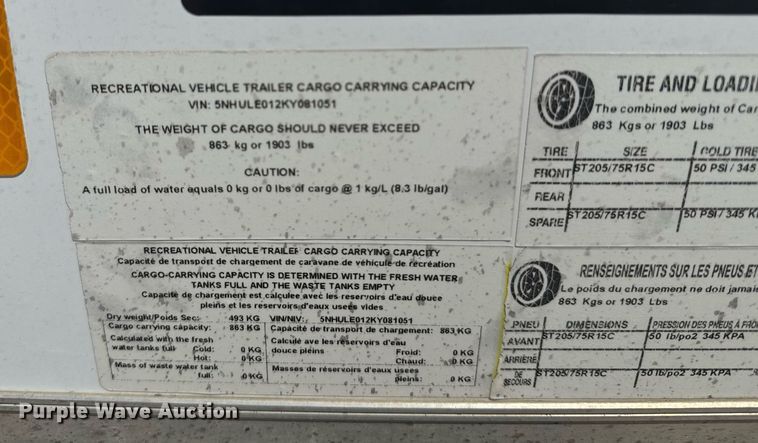 RECREATIONAL VEHICLE TRAILER CARGO CARRYING CAPACITY
VIN: 5NHULE012KY081051
THE WEIGHT OF CARGO SHOULD NEVER EXCEED
863 kg or 1903 lbs
CAUTION:
A full load of water equals 0 kg or 0 lbs of cargo @ 1 kg/L (8.3 lb/gal)
TIRE AND LOADI
The combined weight of Car
863 Kgs or 1903 Lbs
TIRE SIZE COLD TIRE
FRONT ST205/75R15C 50 PSI / 345
REAR
SPARE ST205/75R15C 50 PSI / 345 K
RECREATIONAL VEHICLE TRAILER CARGO CARRYING CAPACITY
Capacité de transport de chargement de caravane de véhicule de récréation
CARGO-CARRYING CAPACITY IS DETERMINED WITH THE FRESH WATER
TANKS FULL AND THE WASTE TANKS EMPTY
Capacité de chargement est calculée avec les reservoirs d'eau douce
pleins et les reservoirs d'eaux usees vides
Dry weight/Poids Sec: 493 KG VIN/NIV: 5NHULE012KY081051
Cargo carrying capacity: 863 KG Capacité de transport de chargement: 863 KG
Calculated with the fresh
water tanks full Cold: 0 KG
Hot: 0 KG
Calculé ave les réservoirs d'eau
douce pleins Froid: 0 KG
Chaud: 0 KG
Mass of waste water tank
full: 0 KG
Masses de réservoirs d'eaux usees
pleins: 0 KG
RENSEIGNEMENTS SUR LES PNEUS ET
Le poids du chargement ne doit jamai
863 Kgs or 1903 Lbs
PNEU DIMENSIONS PRESSION DES PNEUS À FROI
AVANT ST205/75R15C 50 lb/po2 345 KPA
ARRIÈRE
DE SECOURS ST205/75R15C 50 lb/po2 345 KPA
Purple Wave Auction